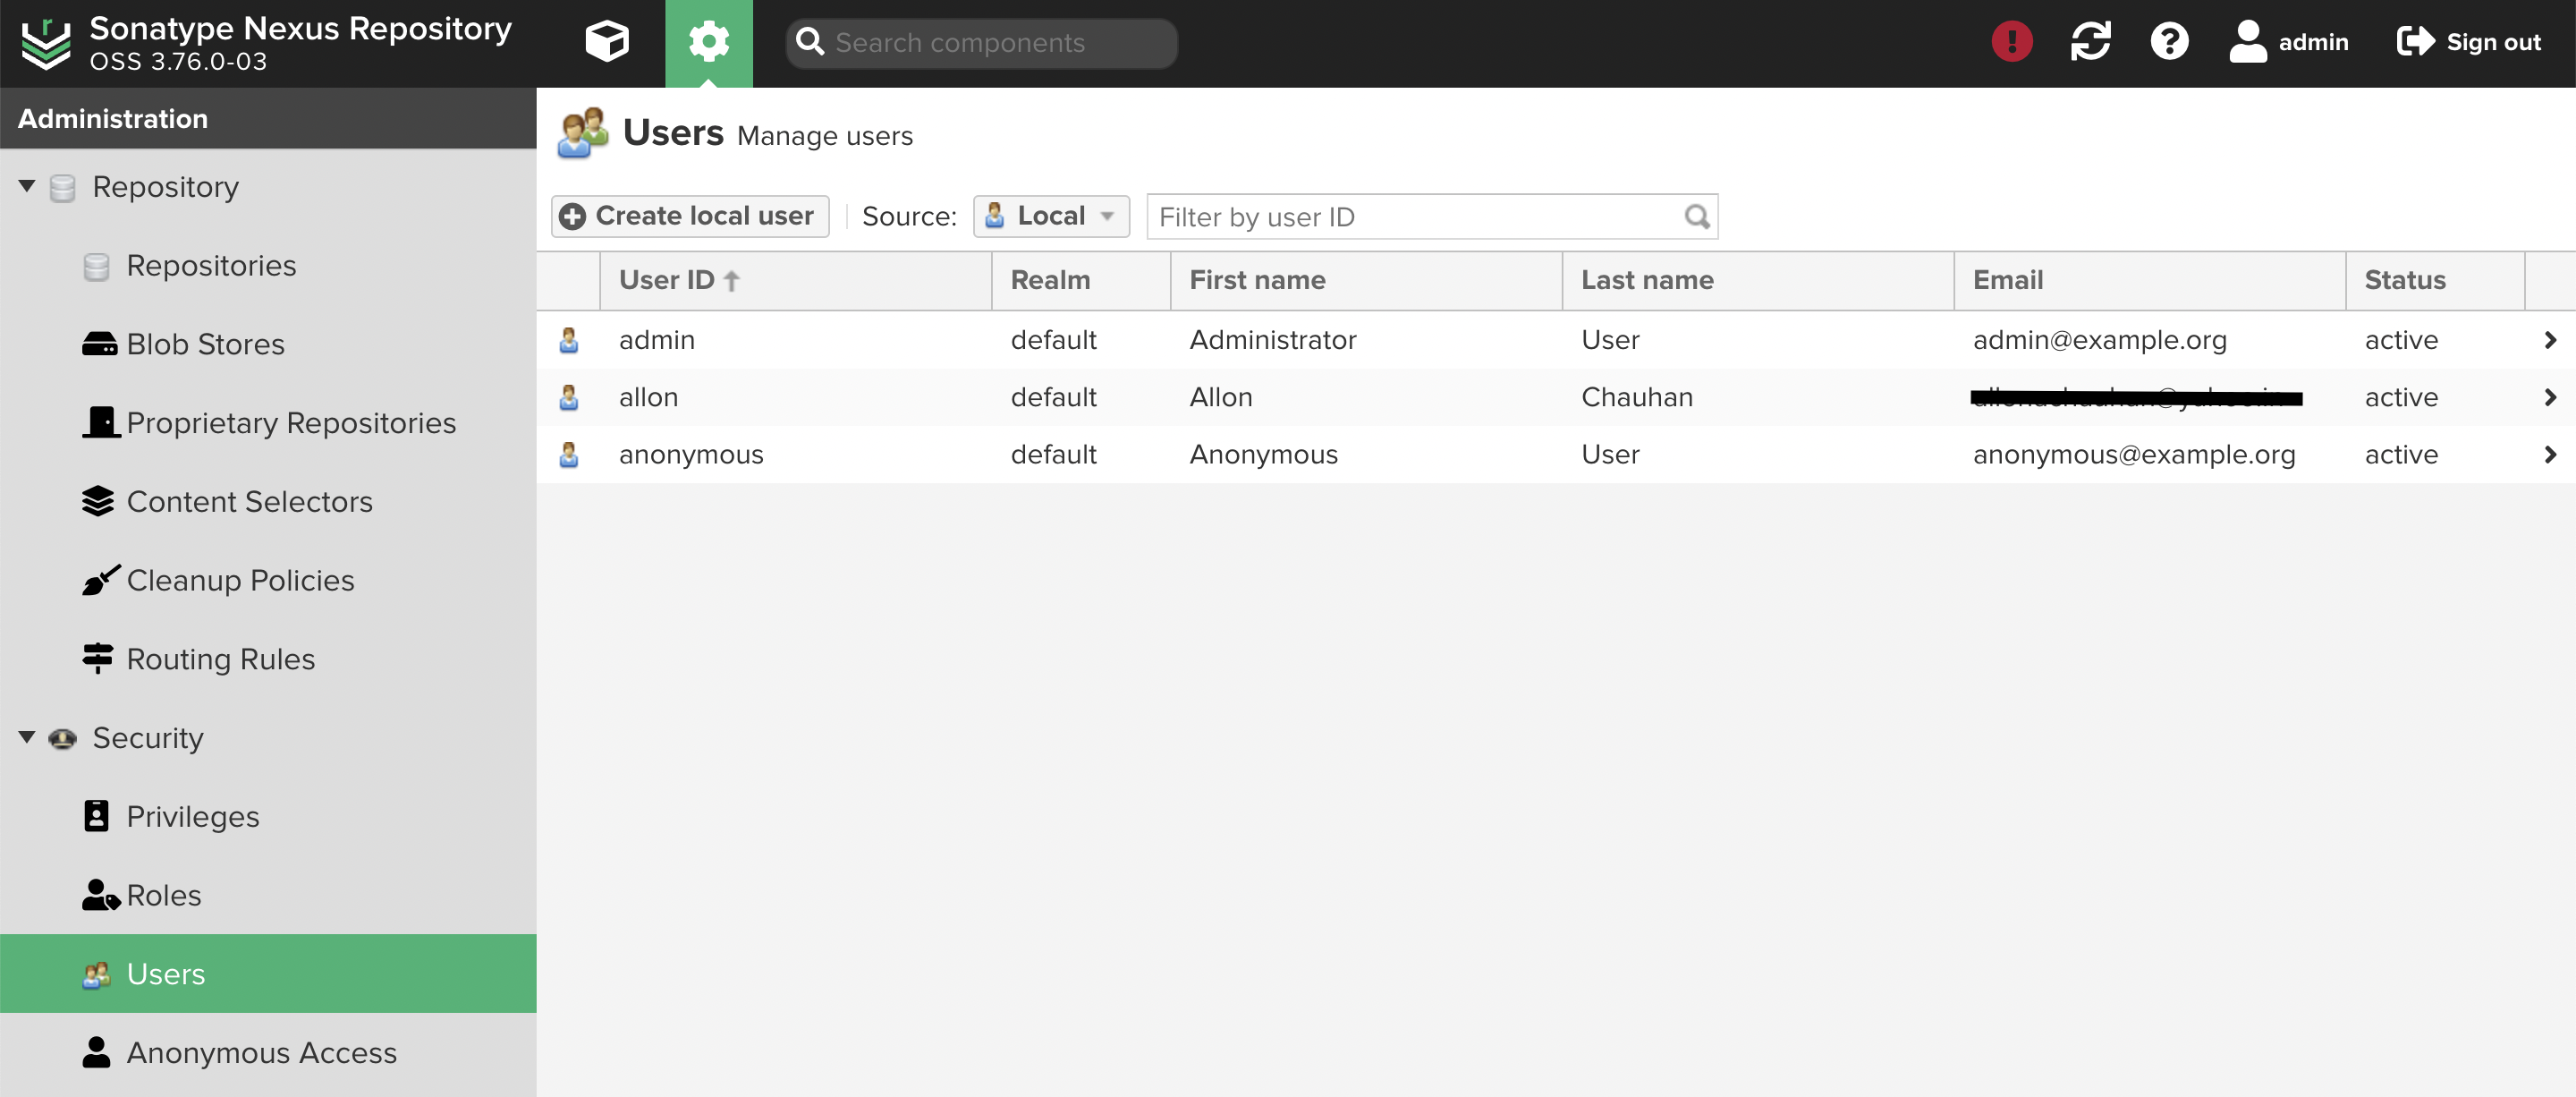 Sonatype Nexus Repository
OSS 3.76.0-03
Search components
admin
Sign out
Administration
Repository
Repositories
Blob Stores
Proprietary Repositories
Content Selectors
Cleanup Policies
Routing Rules
Security
Privileges
Roles
Users
Anonymous Access
Users Manage users
Create local user Source: Local Filter by user ID
User ID Realm First name Last name Email Status
admin default Administrator User admin@example.org active
allon default Allon Chauhan active
anonymous default Anonymous User anonymous@example.org active